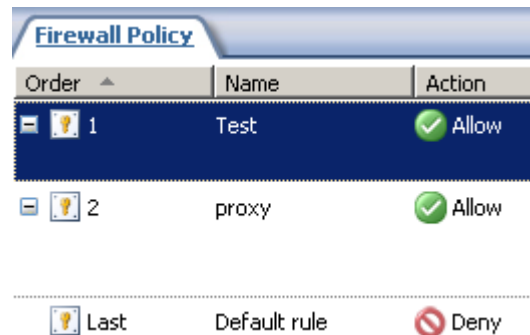 Firewall Policy
Order Name Action
1 Test Allow
2 proxy Allow
Last Default rule Deny